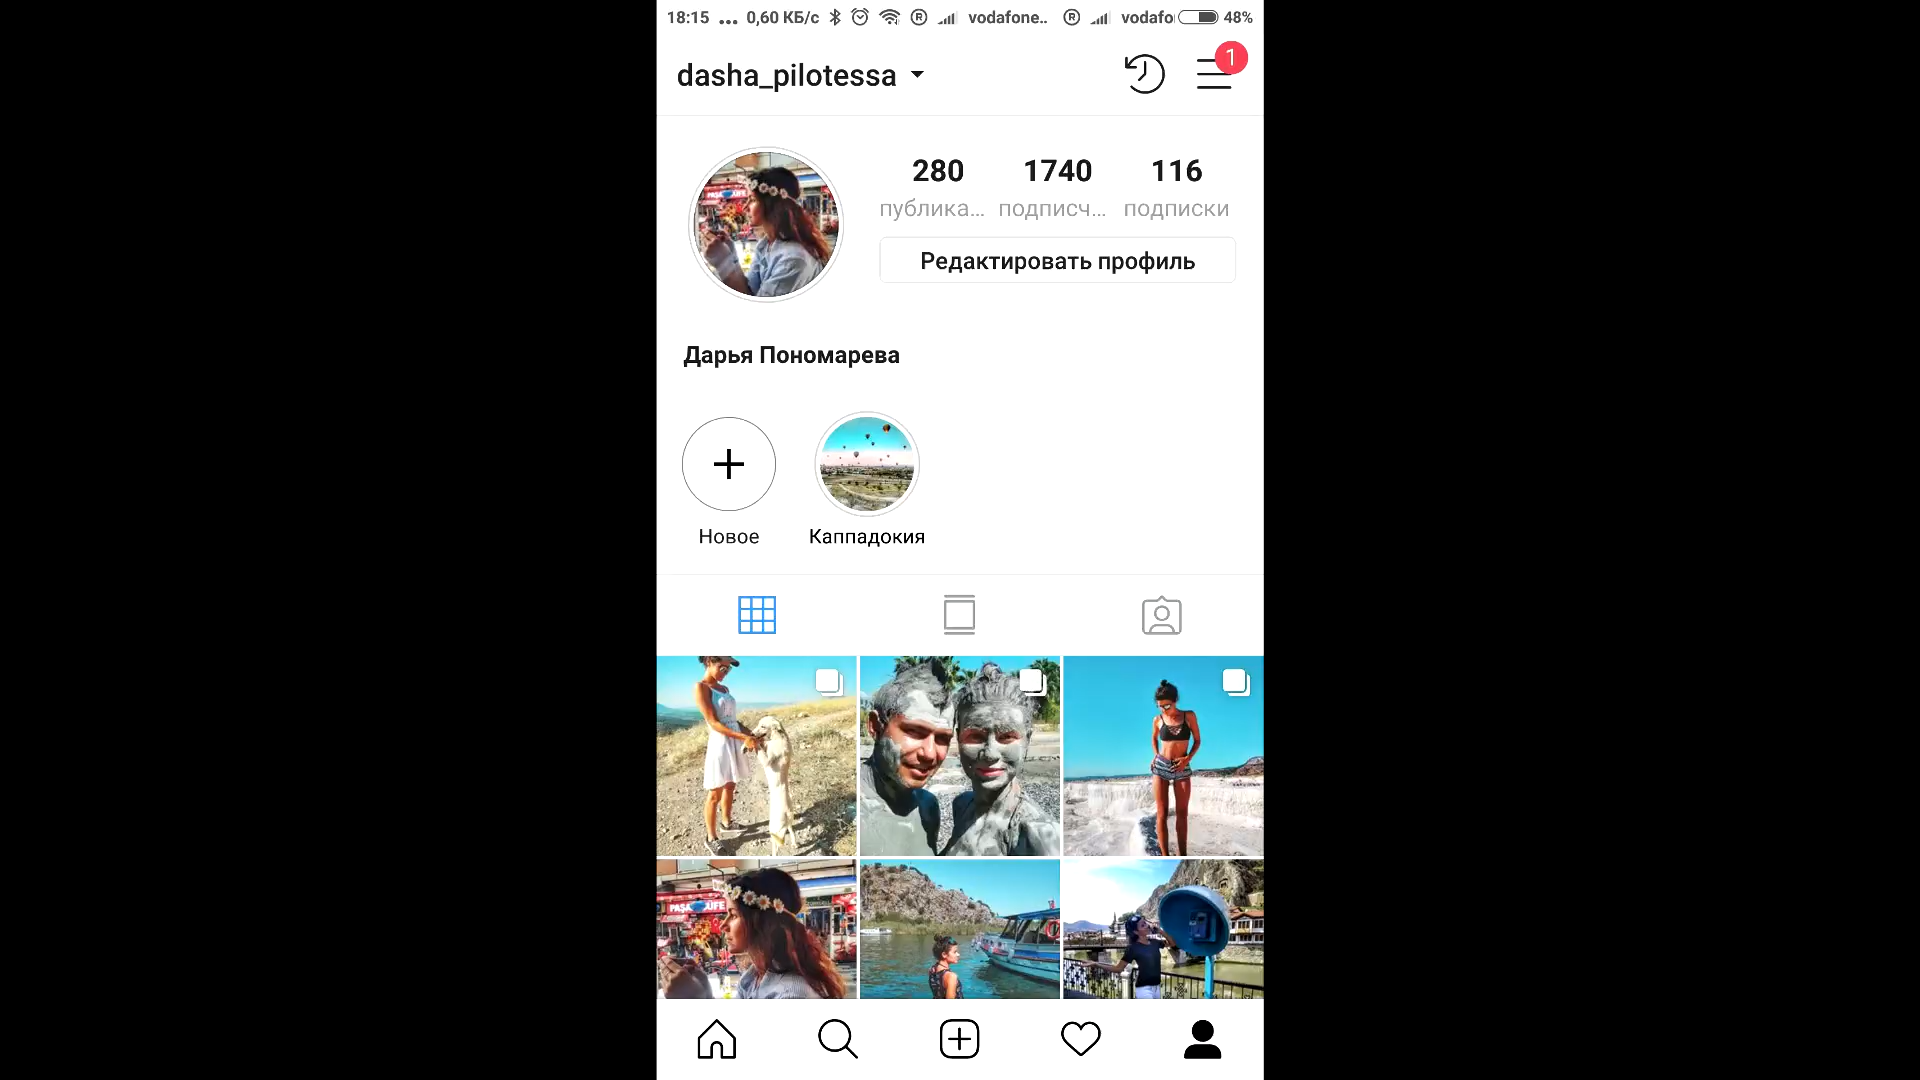 18:15 ... 0,60 КБ/с ® vodafone.. ® vodafo 48%
dasha_pilotessa
1
280 1740 116
публика... подписч... подписки
Редактировать профиль
Дарья Пономарева
Новое Каппадокия